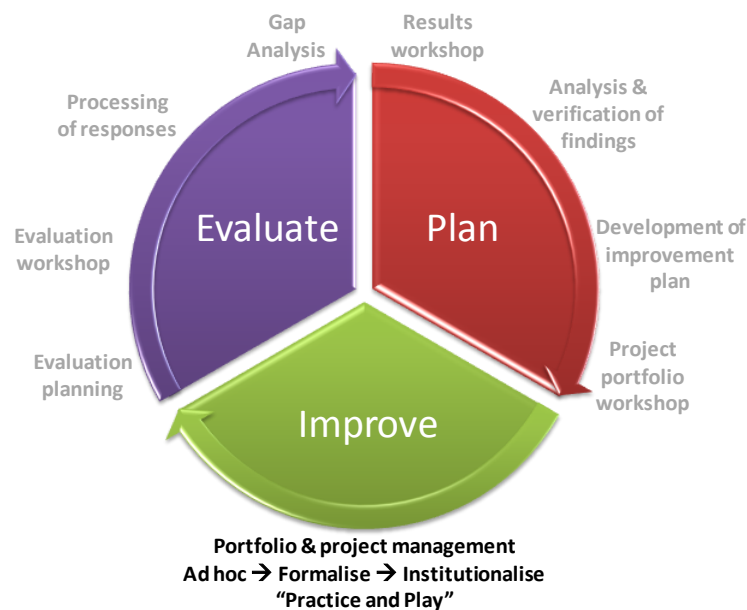 Gap
Analysis
Results
workshop
Processing
of responses
Analysis &
verification of
findings
Evaluate
Plan
Evaluation
workshop
Development of
improvement
plan
Evaluation
planning
Project
portfolio
workshop
Improve
Portfolio & project management
Ad hoc → Formalise → Institutionalise
“Practice and Play”